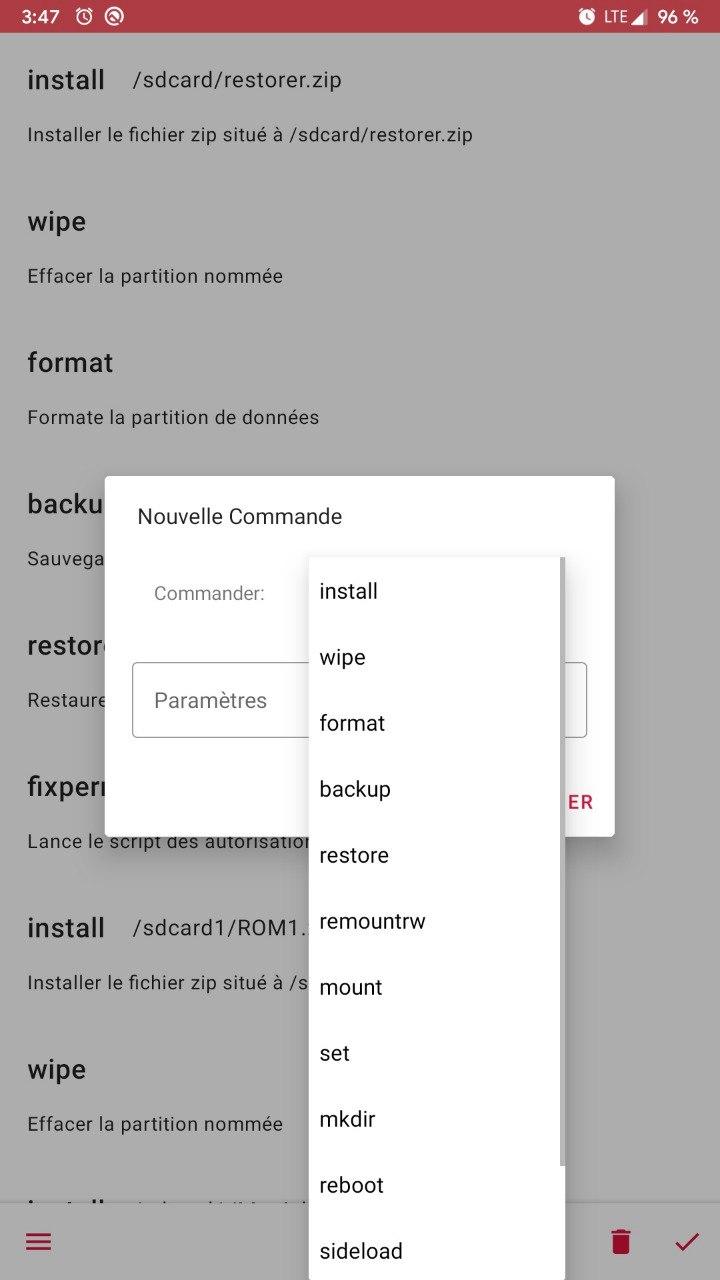 3:47 LTE 96 %
install /sdcard/restorer.zip
Installer le fichier zip situé à /sdcard/restorer.zip
wipe
Effacer la partition nommée
format
Formate la partition de données
backu
Sauvega
restor
Restaure
fixperm
Lance le script des autorisation
install /sdcard1/ROM1.
Installer le fichier zip situé à /s
wipe
Effacer la partition nommée
Nouvelle Commande
Commander:
Paramètres
ER
install
wipe
format
backup
restore
remountrw
mount
set
mkdir
reboot
sideload